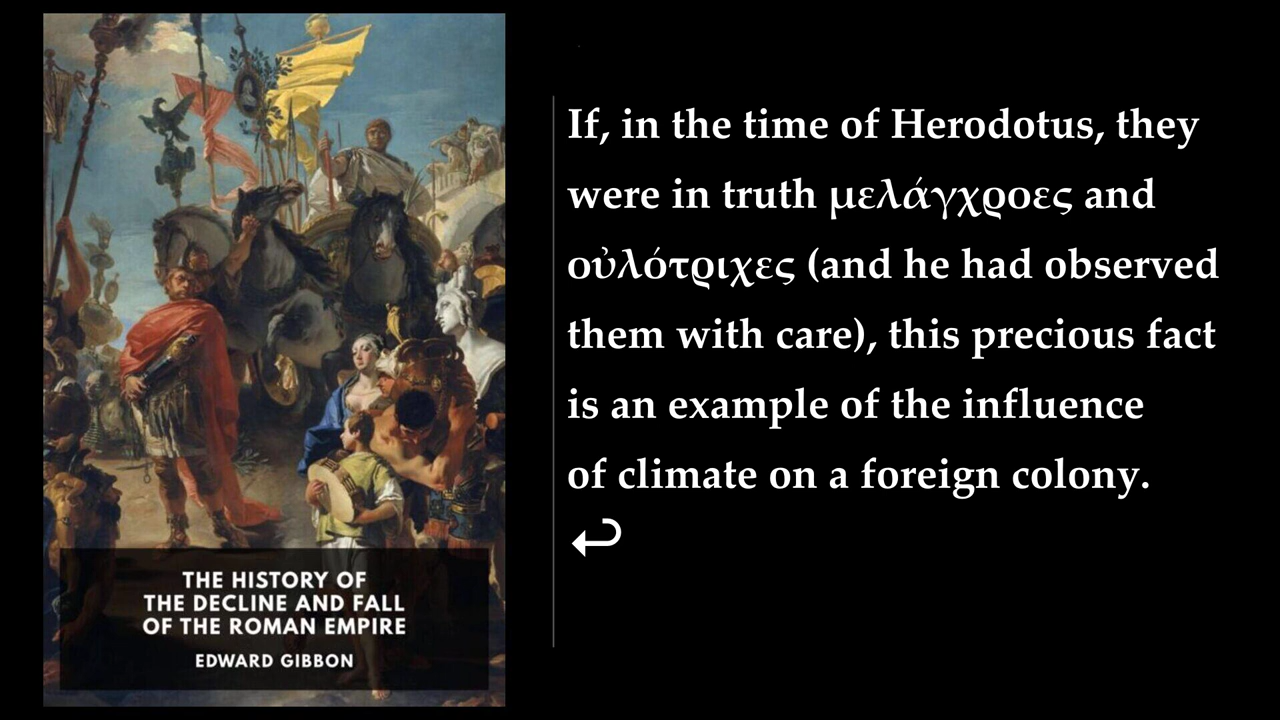 THE HISTORY OF
THE DECLINE AND FALL
OF THE ROMAN EMPIRE
EDWARD GIBBON
If, in the time of Herodotus, they
were in truth μελάγχροες and
οὐλότριχες (and he had observed
them with care), this precious fact
is an example of the influence
of climate on a foreign colony.
↩